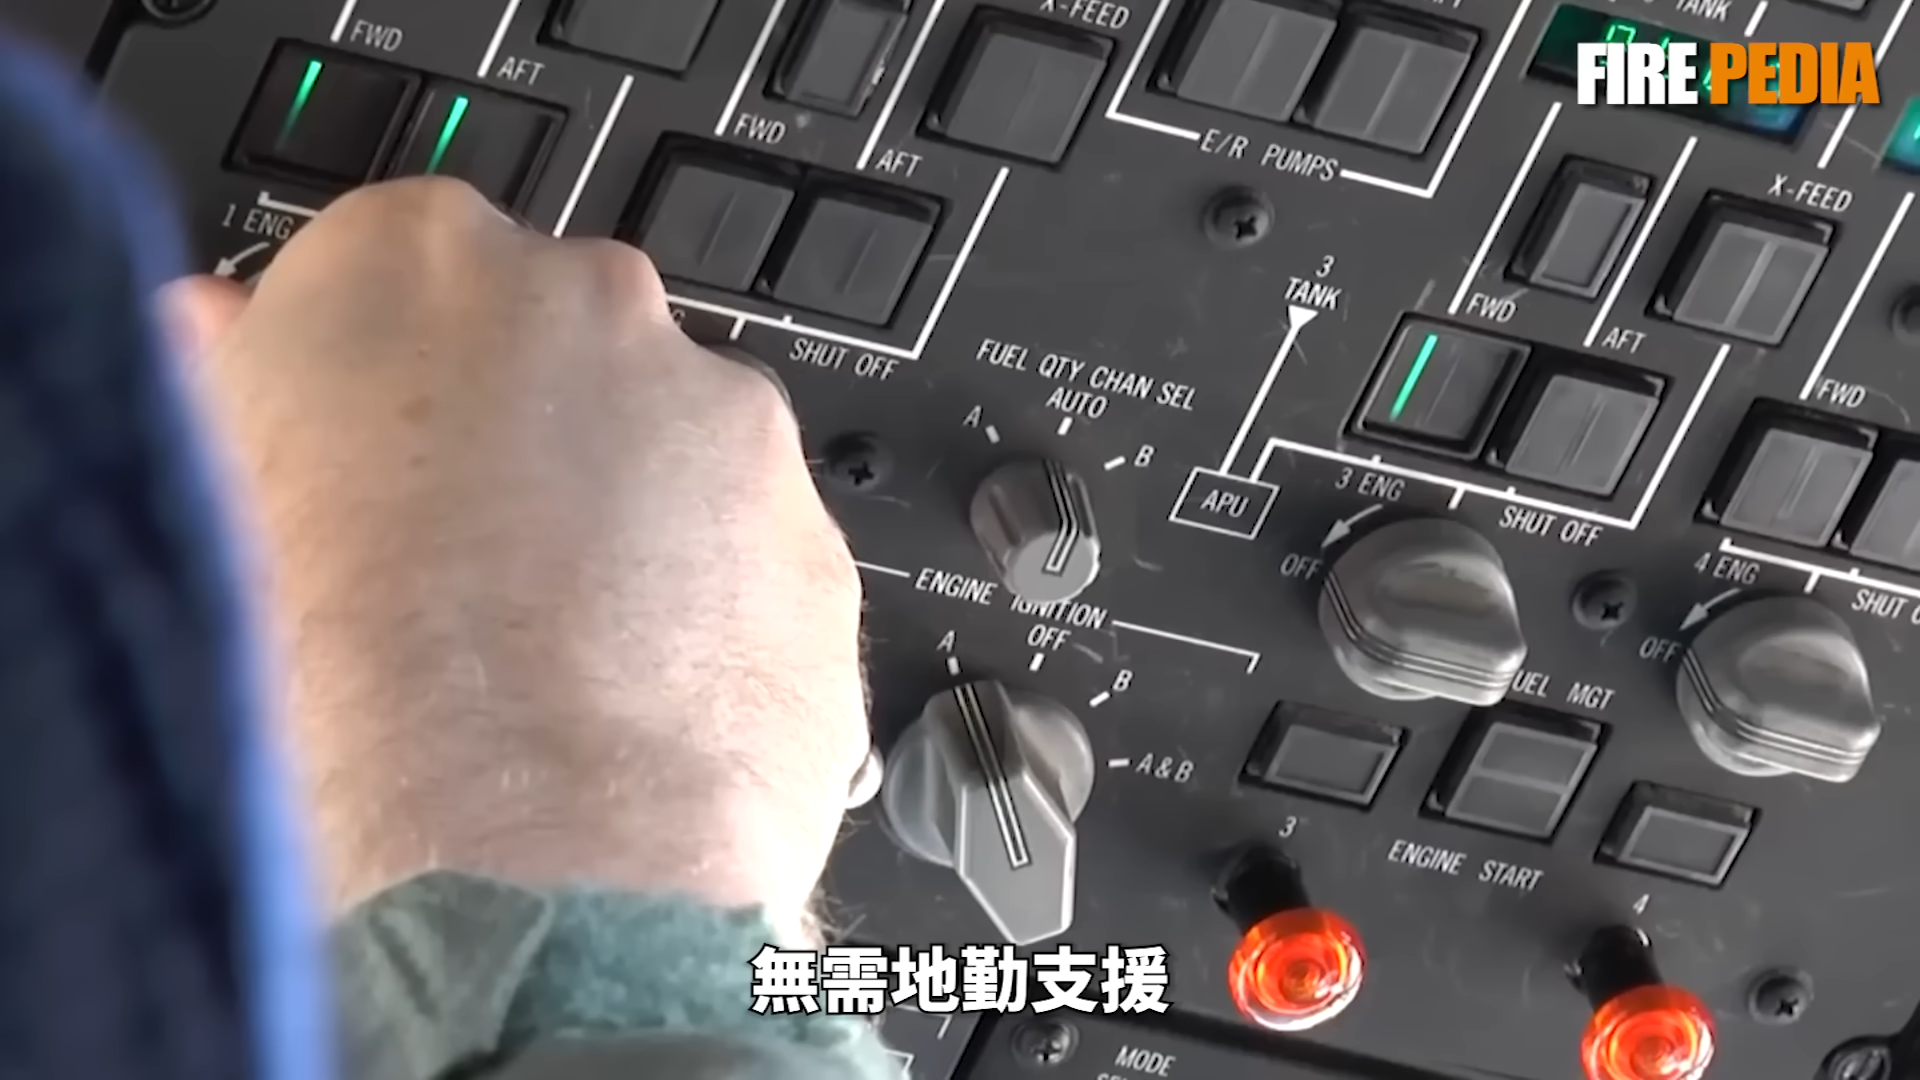 FIRE PEDIA
X-FEED
TANK
FWD
AFT
FWD
AFT
E/R PUMPS
X-FEED
1 ENG
3
TANK
FWD
AFT
FWD
SHUT OFF
FUEL QTY CHAN SEL
A
AUTO
B
APU
3 ENG
SHUT OFF
OFF
4 ENG
SHUT
OFF
ENGINE IGNITION
A
OFF
B
A & B
FUEL MGT
3
ENGINE START
4
無需地勤支援
MODE